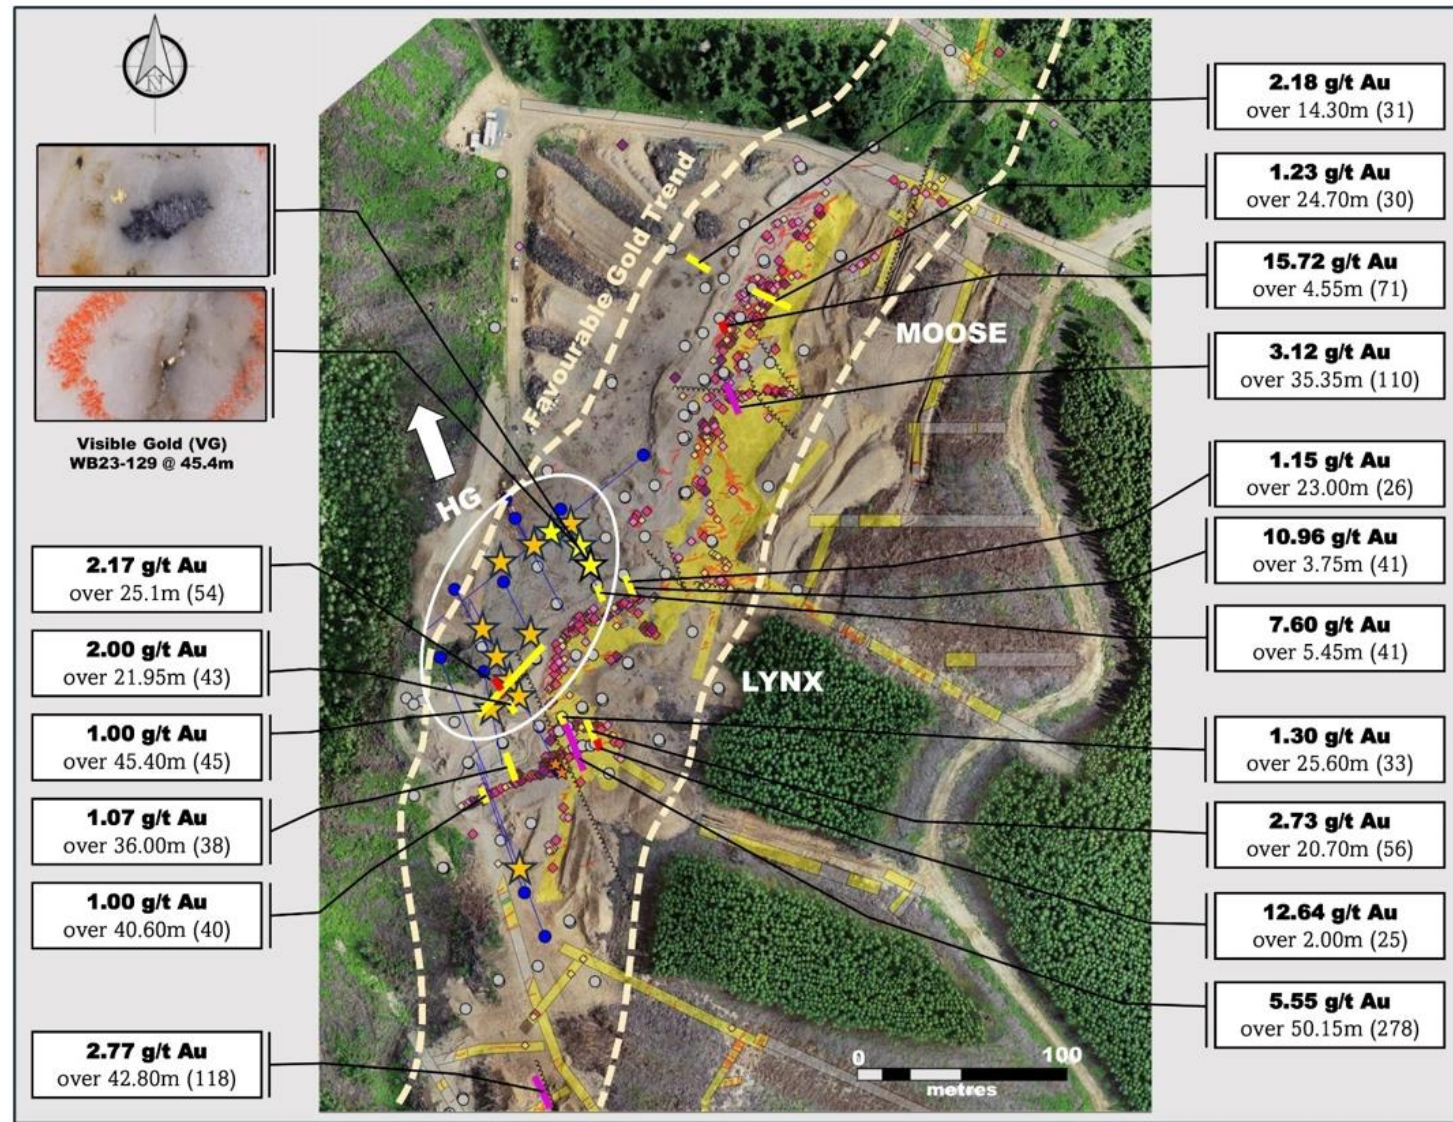 N
Visible Gold (VG)
WB23-129 @ 45.4m
2.17 g/t Au
over 25.1m (54)
2.00 g/t Au
over 21.95m (43)
1.00 g/t Au
over 45.40m (45)
1.07 g/t Au
over 36.00m (38)
1.00 g/t Au
over 40.60m (40)
2.77 g/t Au
over 42.80m (118)
Favourable Gold Trend
HG
MOOSE
LYNX
0 100
metres
2.18 g/t Au
over 14.30m (31)
1.23 g/t Au
over 24.70m (30)
15.72 g/t Au
over 4.55m (71)
3.12 g/t Au
over 35.35m (110)
1.15 g/t Au
over 23.00m (26)
10.96 g/t Au
over 3.75m (41)
7.60 g/t Au
over 5.45m (41)
1.30 g/t Au
over 25.60m (33)
2.73 g/t Au
over 20.70m (56)
12.64 g/t Au
over 2.00m (25)
5.55 g/t Au
over 50.15m (278)